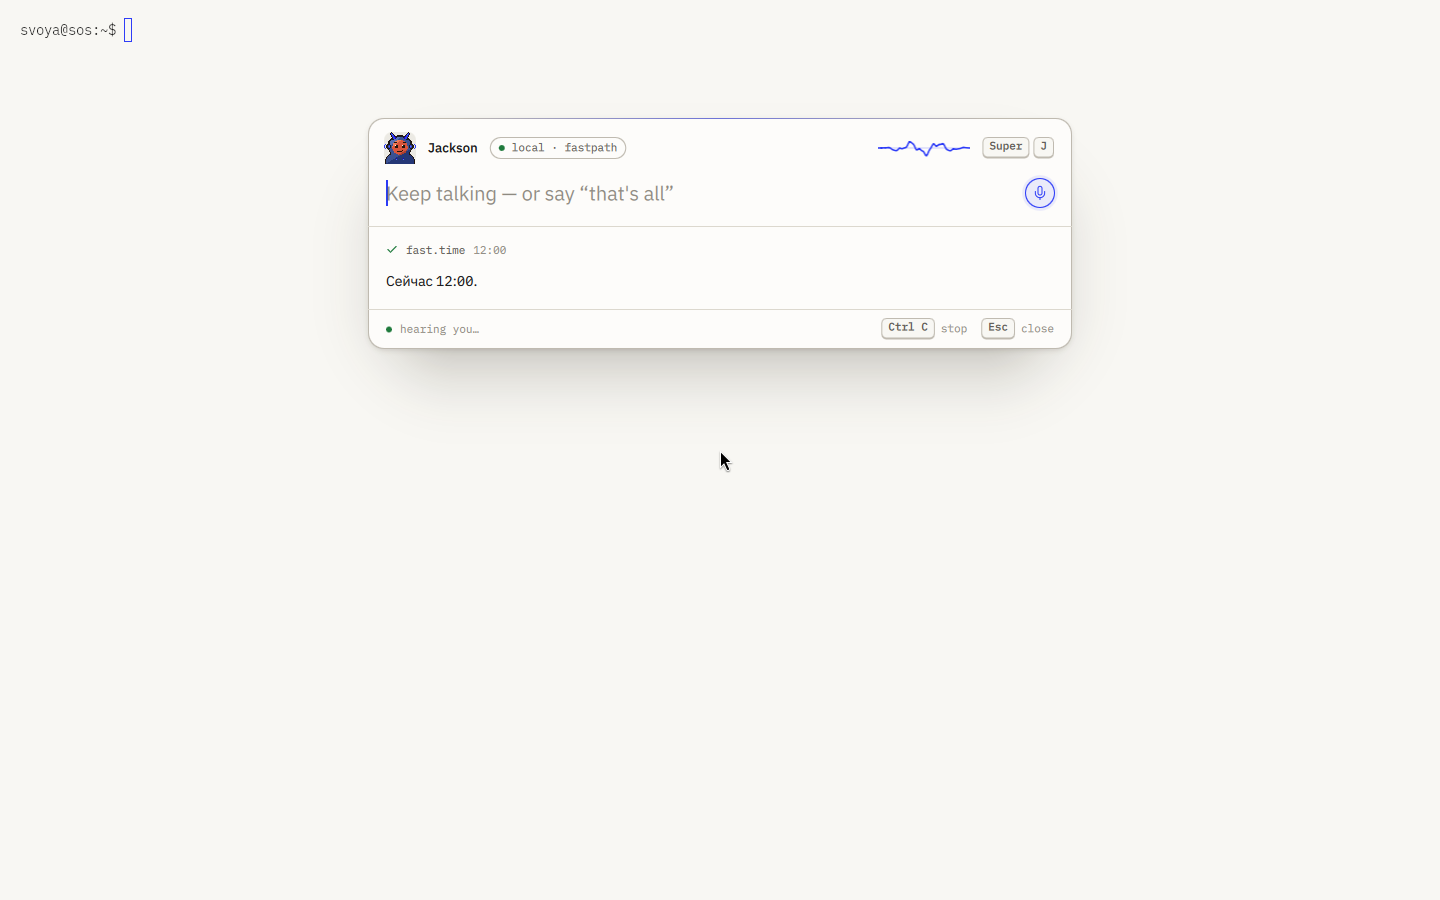 svoya@sos:~$
Jackson local · fastpath Super J
Keep talking — or say “that's all”
fast.time 12:00
Сейчас 12:00.
hearing you… Ctrl C stop Esc close